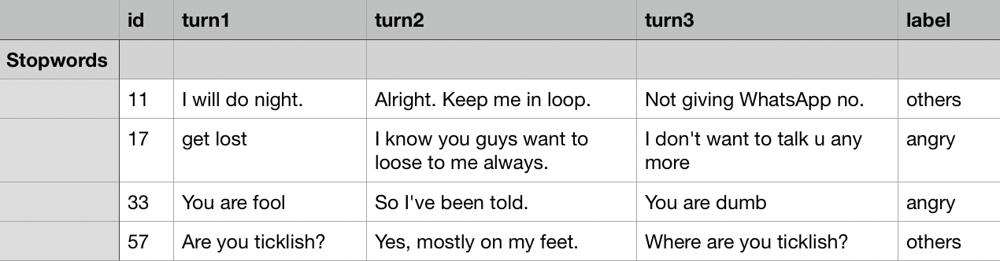 id turn1 turn2 turn3 label
Stopwords
11 I will do night. Alright. Keep me in loop. Not giving WhatsApp no. others
17 get lost I know you guys want to I don't want to talk u any angry
loose to me always. more
33 You are fool So I've been told. You are dumb angry
57 Are you ticklish? Yes, mostly on my feet. Where are you ticklish? others